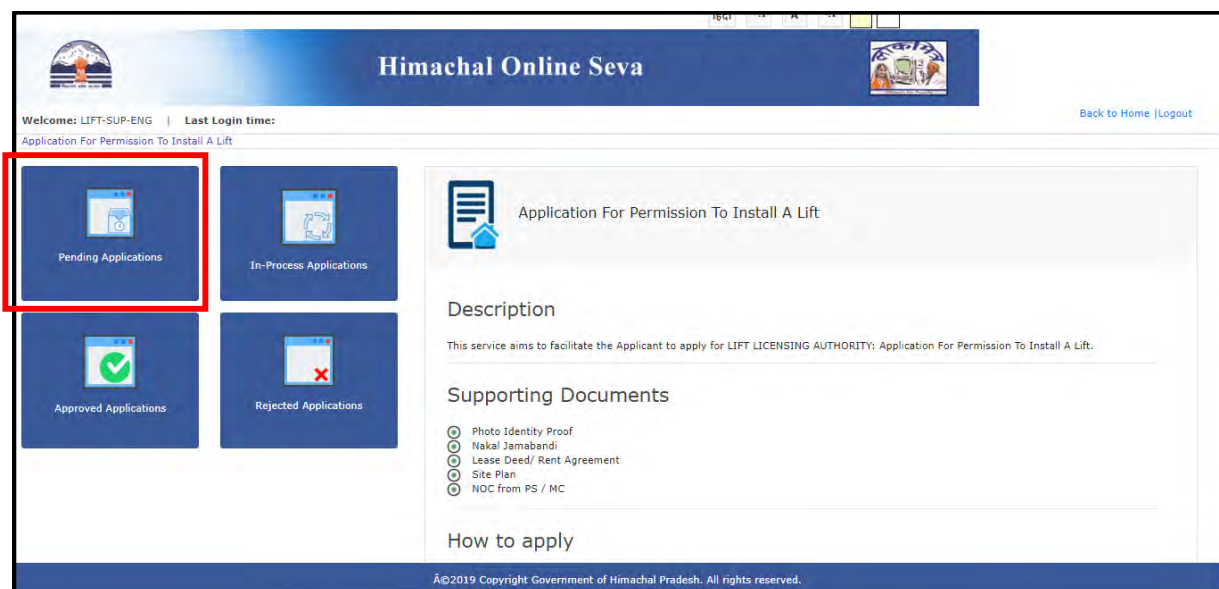 A
Himachal Online Seva
Welcome: LIFT-SUP-ENG | Last Login time:
Back to Home |Logout
Application For Permission To Install A Lift
Pending Applications
In-Process Applications
Approved Applications
Rejected Applications
Application For Permission To Install A Lift
Description
This service aims to facilitate the Applicant to apply for LIFT LICENSING AUTHORITY: Application For Permission To Install A Lift.
Supporting Documents
Photo Identity Proof
Nakal Jamabandi
Lease Deed/ Rent Agreement
Site Plan
NOC from PS / MC
How to apply
Â©2019 Copyright Government of Himachal Pradesh. All rights reserved.